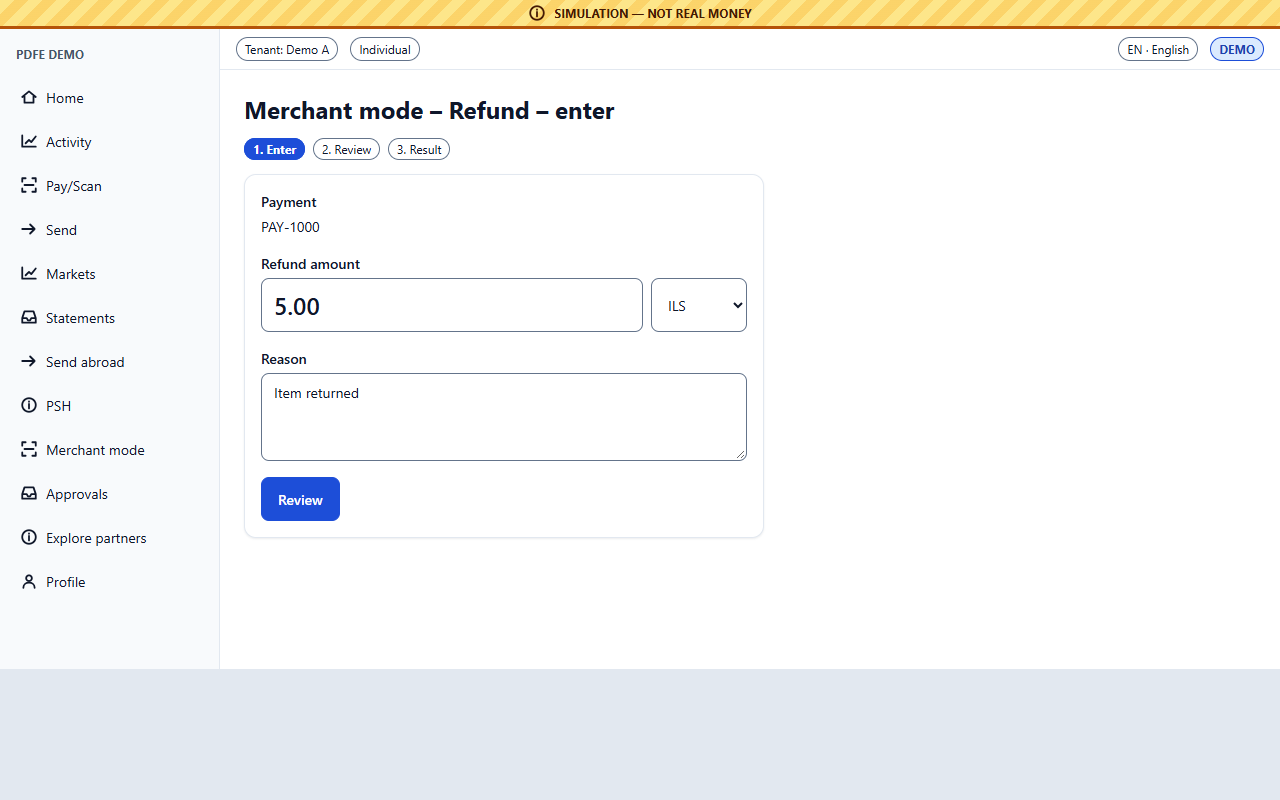 SIMULATION — NOT REAL MONEY
PDFE DEMO
Tenant: Demo A
Individual
EN · English
DEMO
Home
Activity
Pay/Scan
Send
Markets
Statements
Send abroad
PSH
Merchant mode
Approvals
Explore partners
Profile
Merchant mode – Refund – enter
1. Enter
2. Review
3. Result
Payment
PAY-1000
Refund amount
5.00
ILS
Reason
Item returned
Review